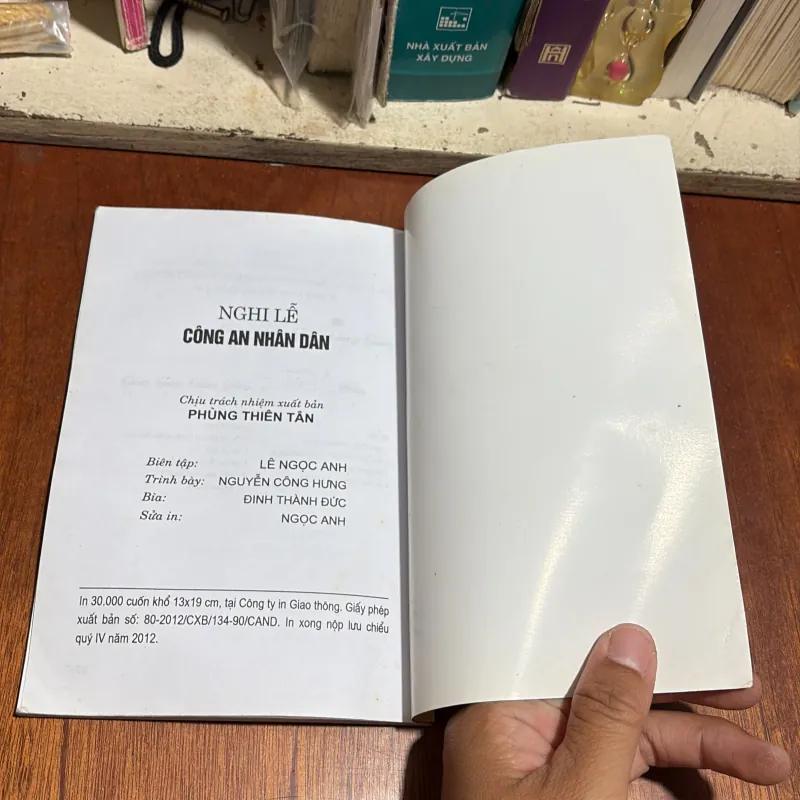 NHÀ XUẤT BẢN
XÂY DỰNG
NGHI LỄ
CÔNG AN NHÂN DÂN
Chịu trách nhiệm xuất bản
PHÙNG THIÊN TÂN
Biên tập: LÊ NGỌC ANH
Trình bày: NGUYỄN CÔNG HƯNG
Bìa: ĐINH THÀNH ĐỨC
Sửa in: NGỌC ANH
In 30.000 cuốn khổ 13x19 cm, tại Công ty in Giao thông. Giấy phép
xuất bản số: 80-2012/CXB/134-90/CAND. In xong nộp lưu chiểu
quý IV năm 2012.